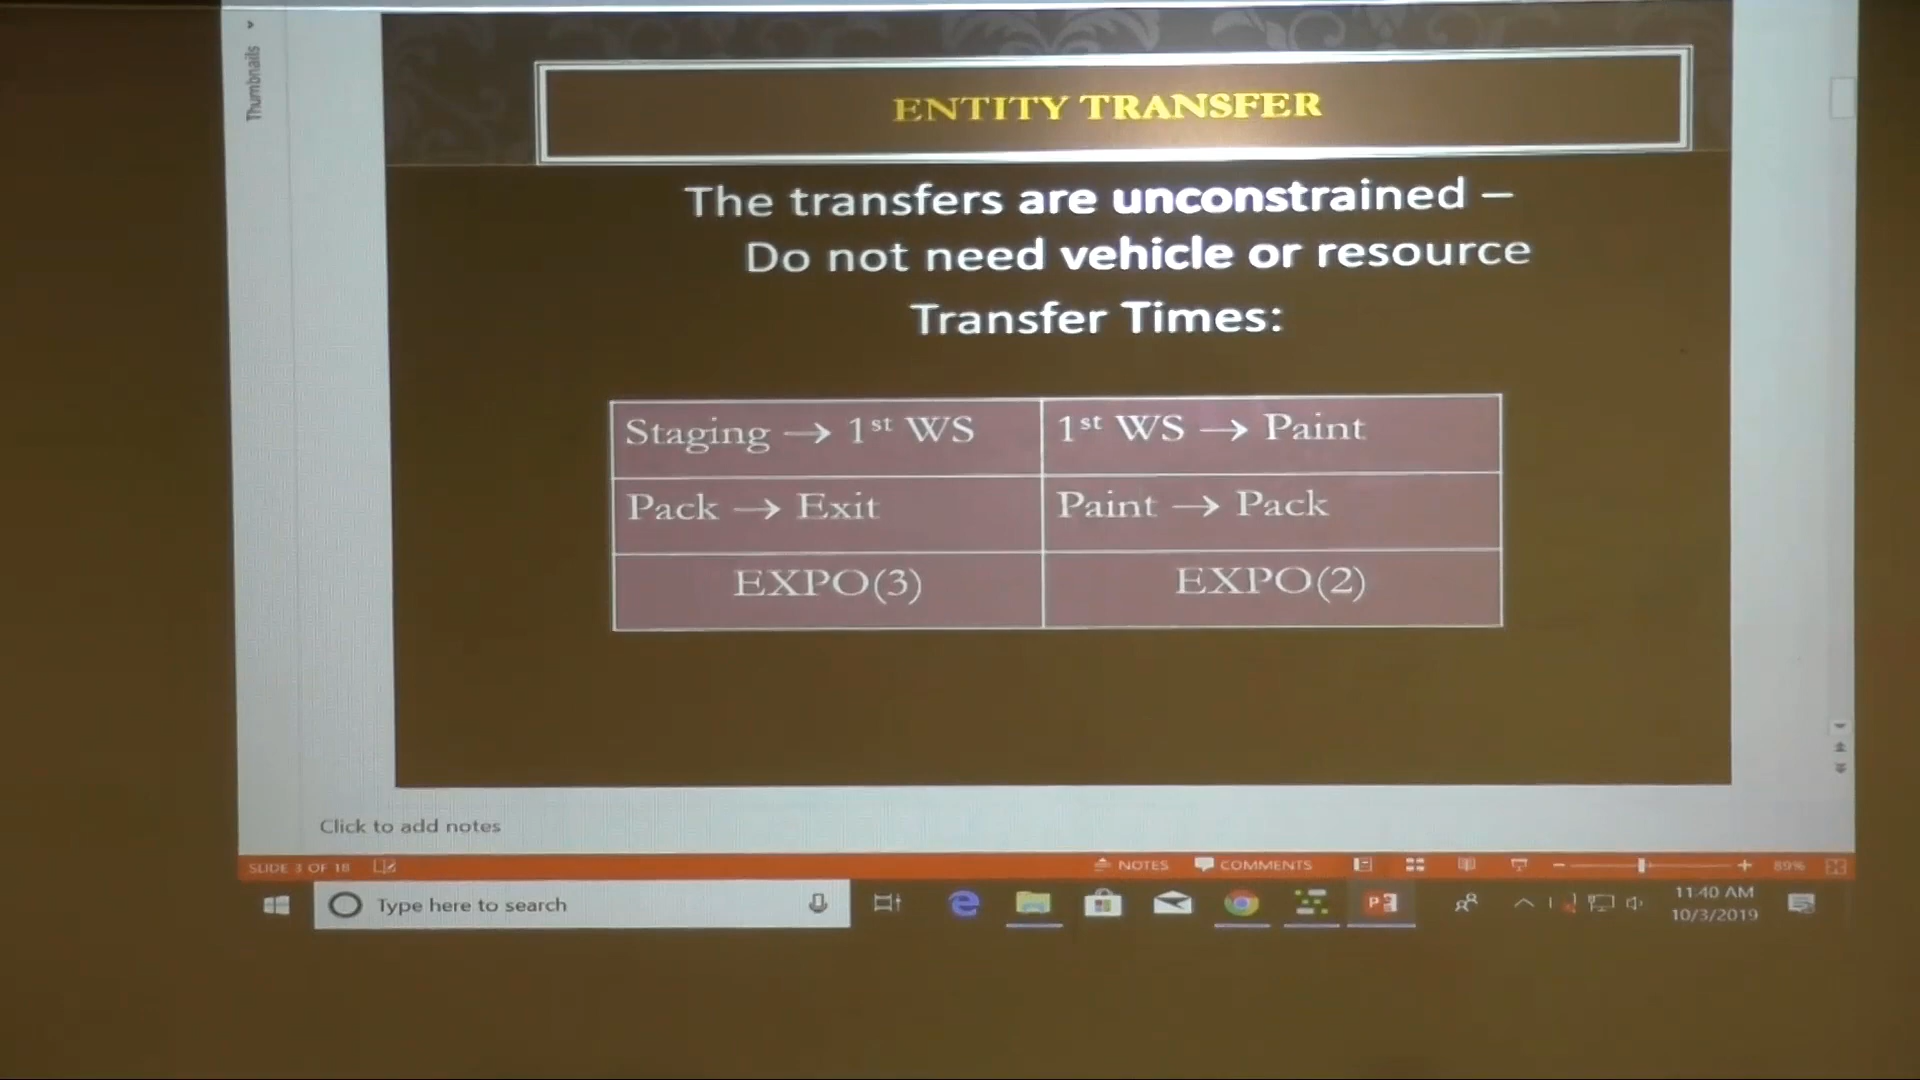 Thumbnails
ENTITY TRANSFER
The transfers are unconstrained –
Do not need vehicle or resource
Transfer Times:
Staging → 1st WS
1st WS → Paint
Pack → Exit
Paint → Pack
EXPO(3)
EXPO(2)
Click to add notes
SLIDE 3 OF 18
NOTES
COMMENTS
89%
Type here to search
11:40 AM
10/3/2019